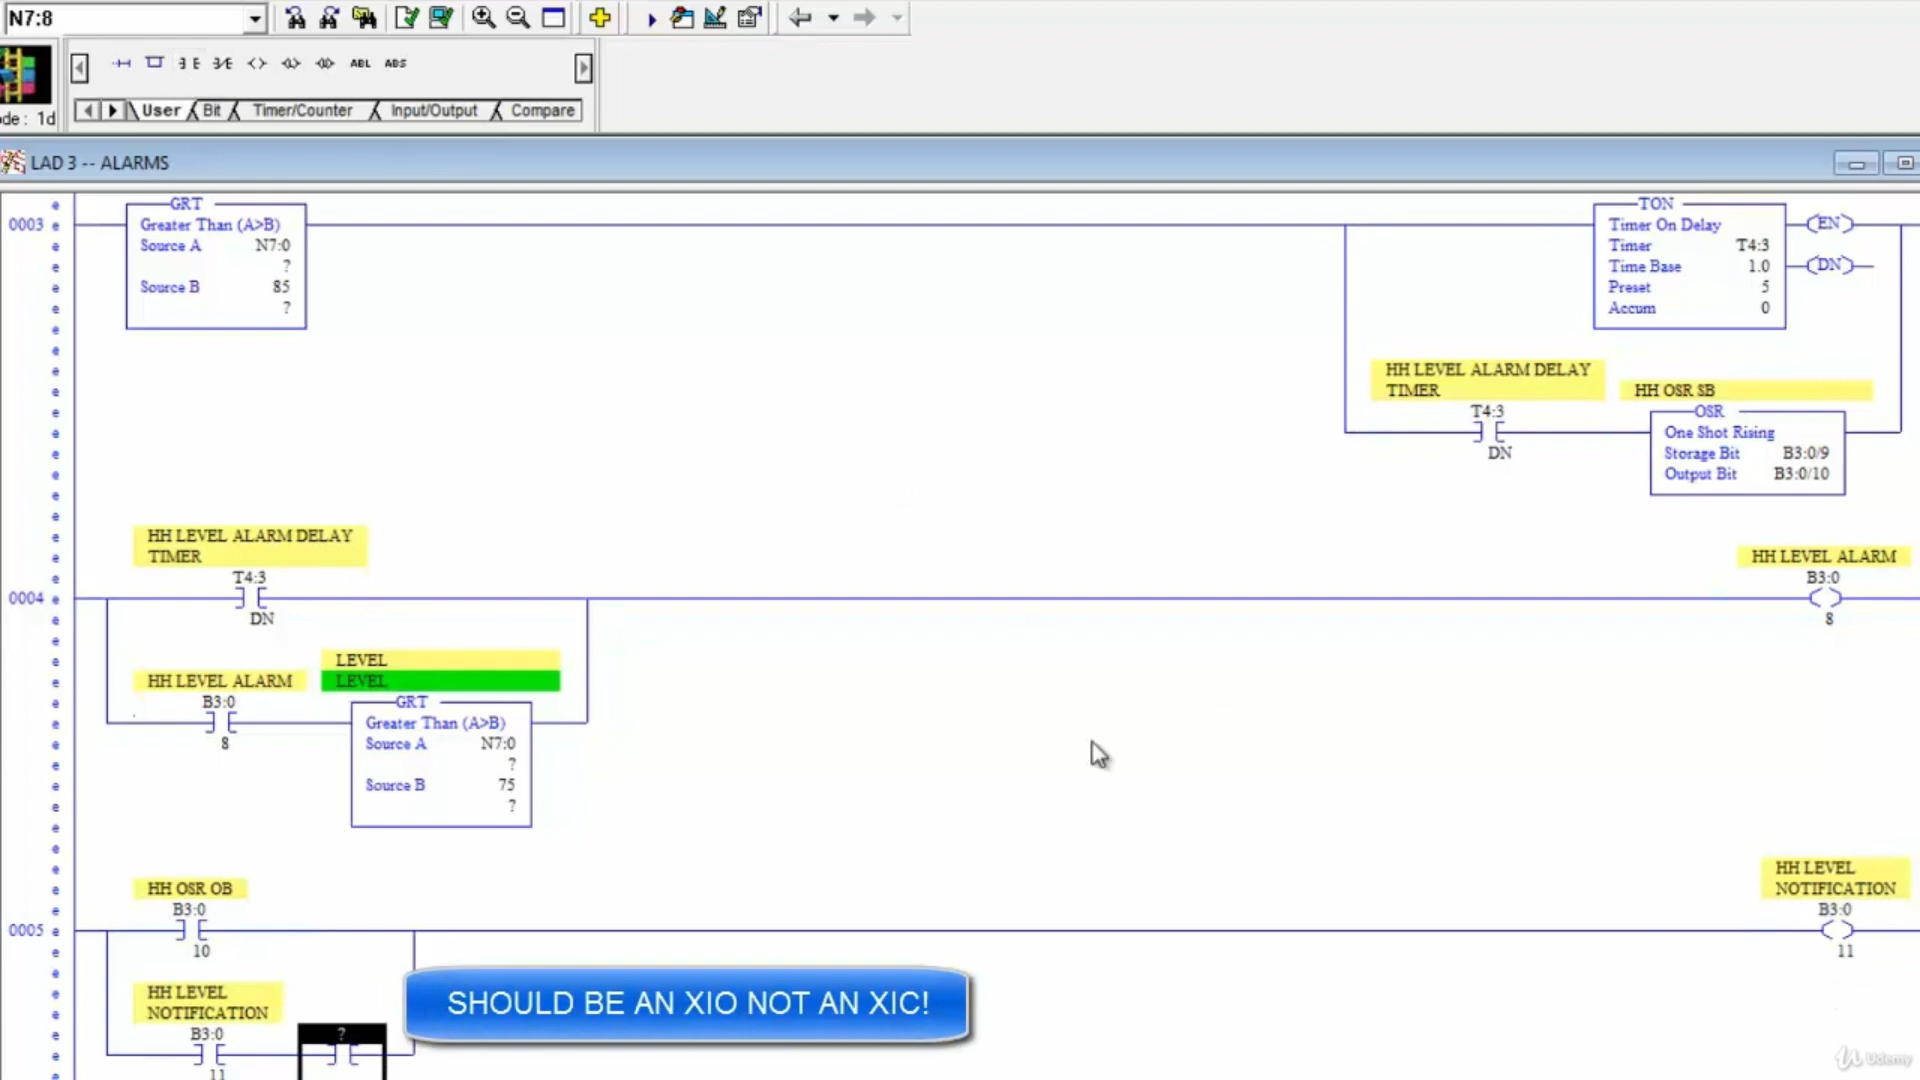 N7:8
ABL ABS
de : 1d
User Bit Timer/Counter Input/Output Compare
LAD 3 -- ALARMS
0003
GRT
Greater Than (A>B)
Source A N7:0
?
Source B 85
?
TON
Timer On Delay
Timer T4:3
Time Base 1.0
Preset 5
Accum 0
EN
DN
HH LEVEL ALARM DELAY
TIMER
T4:3
DN
HH OSR SB
OSR
One Shot Rising
Storage Bit B3:0/9
Output Bit B3:0/10
HH LEVEL ALARM DELAY
TIMER
T4:3
DN
0004
HH LEVEL ALARM
B3:0
8
HH LEVEL ALARM
B3:0
8
LEVEL
LEVEL
GRT
Greater Than (A>B)
Source A N7:0
?
Source B 75
?
HH OSR OB
B3:0
10
0005
HH LEVEL
NOTIFICATION
B3:0
11
HH LEVEL
NOTIFICATION
B3:0
11
?
SHOULD BE AN XIO NOT AN XIC!
Udemy